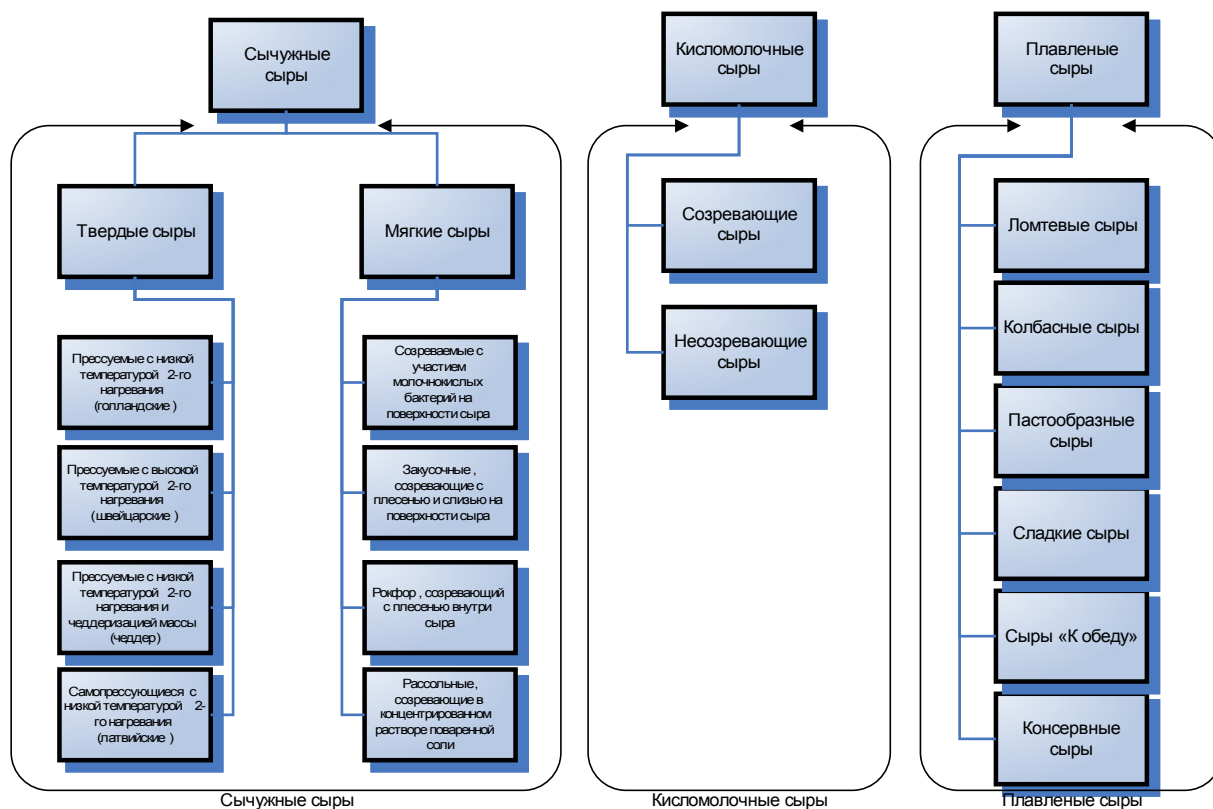 Сычужные
сыры
Твердые сыры
Прессуемые с низкой
температурой 2-го
нагревания
(голландские )
Прессуемые с высокой
температурой 2-го
нагревания
(швейцарские )
Прессуемые с низкой
температурой 2-го
нагревания и
чеддеризацией массы
(чеддер)
Самопрессующиеся с
низкой температурой 2-
го нагревания
(латвийские )
Мягкие сыры
Созреваемые с
участием
молочнокислых
бактерий на
поверхности сыра
Закусочные ,
созревающие с
плесенью и слизью на
поверхности сыра
Рокфор , созревающий
с плесенью внутри
сыра
Рассольные ,
созревающие в
концентрированном
растворе поваренной
соли
Сычужные сыры
Кисломолочные
сыры
Созревающие
сыры
Несозревающие
сыры
Кисломолочные сыры
Плавленые
сыры
Ломтевые сыры
Колбасные сыры
Пастообразные
сыры
Сладкие сыры
Сыры «К обеду»
Консервные
сыры
Плавленые сыры